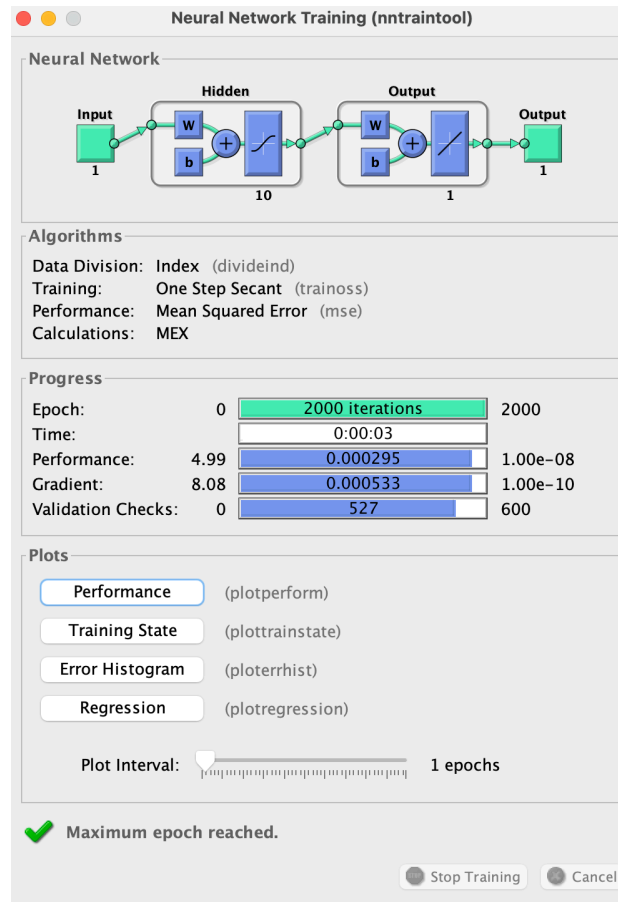 Neural Network Training (nntraintool)
Neural Network
Hidden
Output
Input
Output
W
W
b
b
1
10
1
1
Algorithms
Data Division: Index (divideind)
Training: One Step Secant (trainoss)
Performance: Mean Squared Error (mse)
Calculations: MEX
Progress
Epoch: 0 2000 iterations 2000
Time: 0:00:03
Performance: 4.99 0.000295 1.00e-08
Gradient: 8.08 0.000533 1.00e-10
Validation Checks: 0 527 600
Plots
Performance (plotperform)
Training State (plottrainstate)
Error Histogram (ploterrhist)
Regression (plotregression)
Plot Interval: 1 epochs
Maximum epoch reached.
Stop Training Cancel